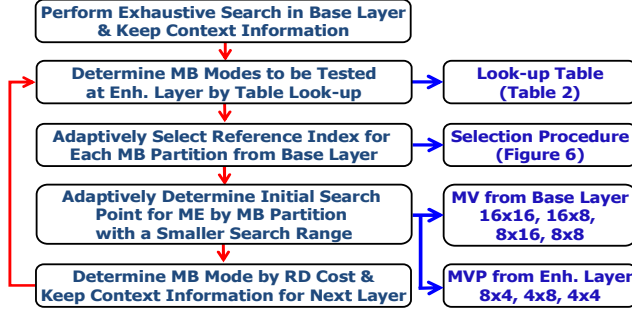 Perform Exhaustive Search in Base Layer
& Keep Context Information
Determine MB Modes to be Tested
at Enh. Layer by Table Look-up
Look-up Table
(Table 2)
Adaptively Select Reference Index for
Each MB Partition from Base Layer
Selection Procedure
(Figure 6)
Adaptively Determine Initial Search
Point for ME by MB Partition
with a Smaller Search Range
MV from Base Layer
16x16, 16x8,
8x16, 8x8
Determine MB Mode by RD Cost &
Keep Context Information for Next Layer
MVP from Enh. Layer
8x4, 4x8, 4x4